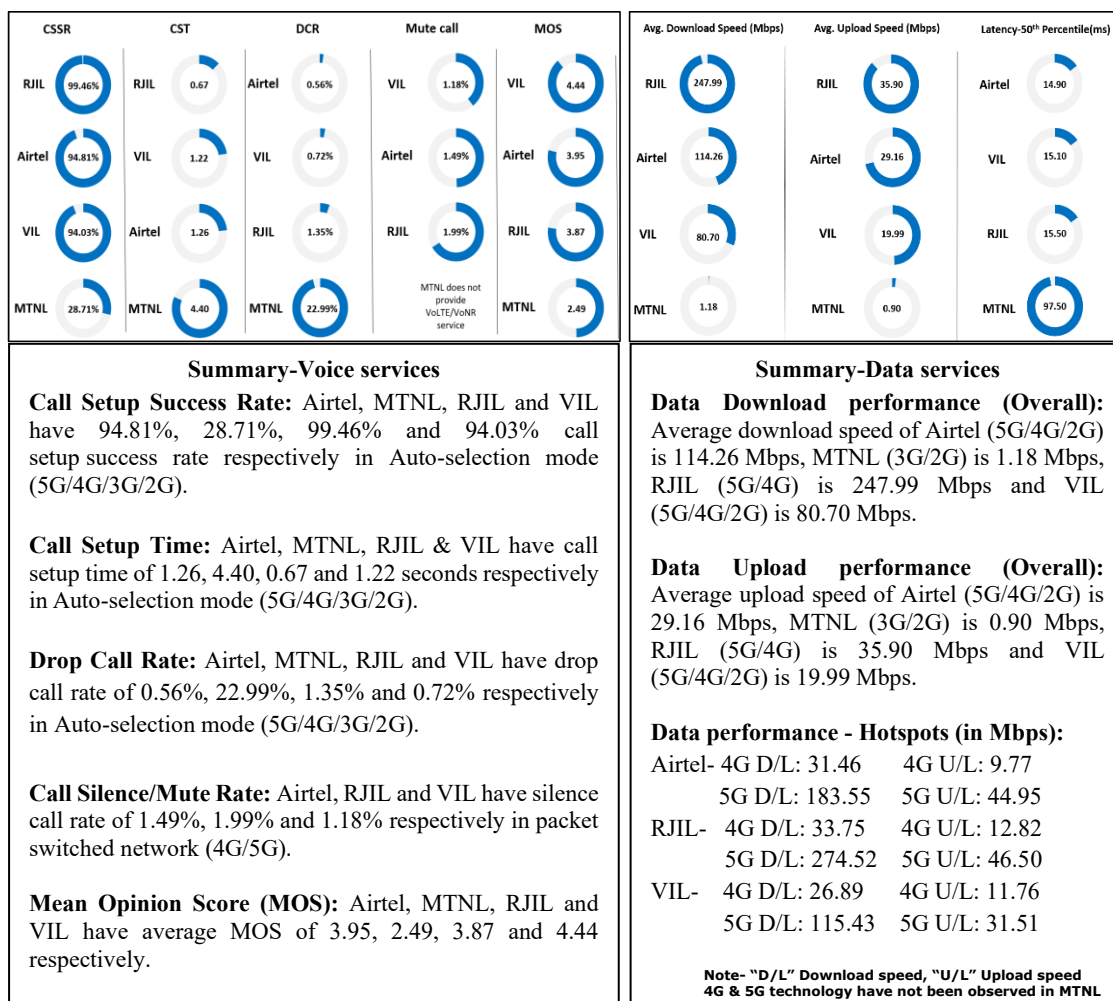 CSSR CST DCR Mute call MOS
RJIL 99.46% RJIL 0.67 Airtel 0.56% VIL 1.18% VIL 4.44
Airtel 94.81% VIL 1.22 VIL 0.72% Airtel 1.49% Airtel 3.95
VIL 94.03% Airtel 1.26 RJIL 1.35% RJIL 1.99% RJIL 3.87
MTNL 28.71% MTNL 4.40 MTNL 22.99% MTNL does not provide VoLTE/VoNR service MTNL 2.49
Avg. Download Speed (Mbps) Avg. Upload Speed (Mbps) Latency-50th Percentile(ms)
RJIL 247.99 RJIL 35.90 Airtel 14.90
Airtel 114.26 Airtel 29.16 VIL 15.10
VIL 80.70 VIL 19.99 RJIL 15.50
MTNL 1.18 MTNL 0.90 MTNL 97.50
Summary-Voice services
Call Setup Success Rate: Airtel, MTNL, RJIL and VIL
have 94.81%, 28.71%, 99.46% and 94.03% call
setup success rate respectively in Auto-selection mode
(5G/4G/3G/2G).
Call Setup Time: Airtel, MTNL, RJIL & VIL have call
setup time of 1.26, 4.40, 0.67 and 1.22 seconds respectively
in Auto-selection mode (5G/4G/3G/2G).
Drop Call Rate: Airtel, MTNL, RJIL and VIL have drop
call rate of 0.56%, 22.99%, 1.35% and 0.72% respectively
in Auto-selection mode (5G/4G/3G/2G).
Call Silence/Mute Rate: Airtel, RJIL and VIL have silence
call rate of 1.49%, 1.99% and 1.18% respectively in packet
switched network (4G/5G).
Mean Opinion Score (MOS): Airtel, MTNL, RJIL and
VIL have average MOS of 3.95, 2.49, 3.87 and 4.44
respectively.
Summary-Data services
Data Download performance (Overall):
Average download speed of Airtel (5G/4G/2G)
is 114.26 Mbps, MTNL (3G/2G) is 1.18 Mbps,
RJIL (5G/4G) is 247.99 Mbps and VIL
(5G/4G/2G) is 80.70 Mbps.
Data Upload performance (Overall):
Average upload speed of Airtel (5G/4G/2G) is
29.16 Mbps, MTNL (3G/2G) is 0.90 Mbps,
RJIL (5G/4G) is 35.90 Mbps and VIL
(5G/4G/2G) is 19.99 Mbps.
Data performance - Hotspots (in Mbps):
Airtel- 4G D/L: 31.46 4G U/L: 9.77
5G D/L: 183.55 5G U/L: 44.95
RJIL- 4G D/L: 33.75 4G U/L: 12.82
5G D/L: 274.52 5G U/L: 46.50
VIL- 4G D/L: 26.89 4G U/L: 11.76
5G D/L: 115.43 5G U/L: 31.51
Note- “D/L” Download speed, “U/L” Upload speed
4G & 5G technology have not been observed in MTNL